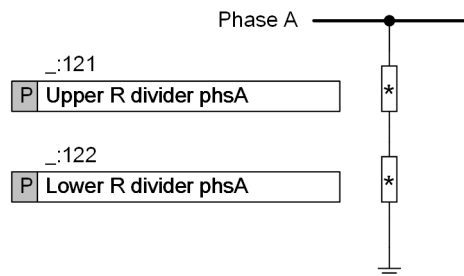 Phase A
_:121
P Upper R divider phsA
*
_:122
P Lower R divider phsA
*